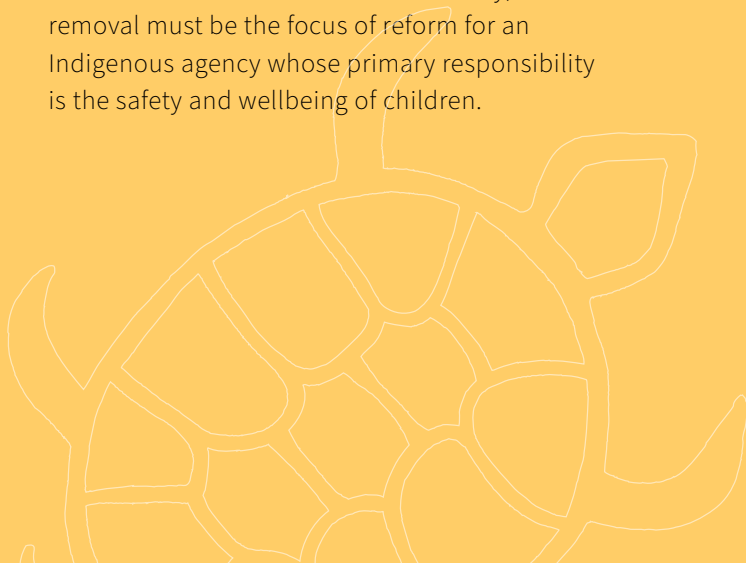 removal must be the focus of reform for an
Indigenous agency whose primary responsibility
is the safety and wellbeing of children.